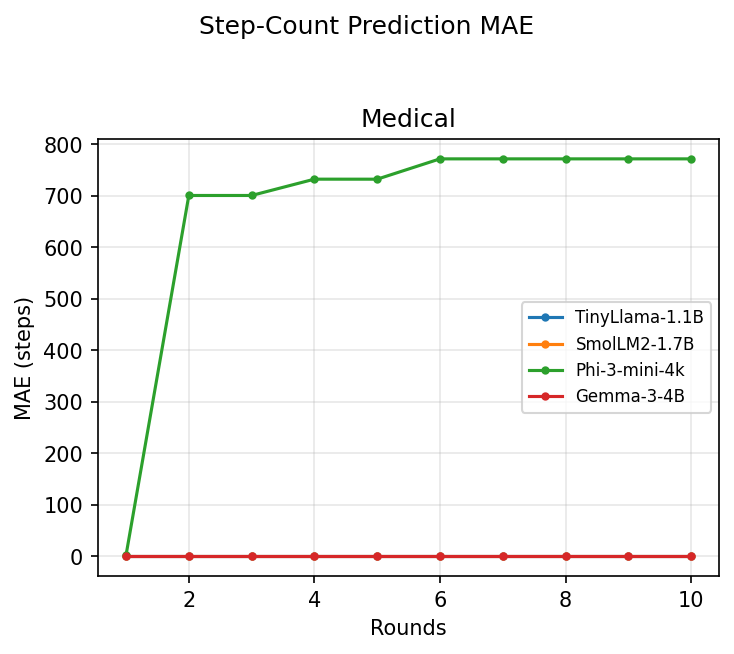 Step-Count Prediction MAE
Medical
800
700
600
500
400
300
200
100
0
MAE (steps)
TinyLlama-1.1B
SmolLM2-1.7B
Phi-3-mini-4k
Gemma-3-4B
2 4 6 8 10
Rounds